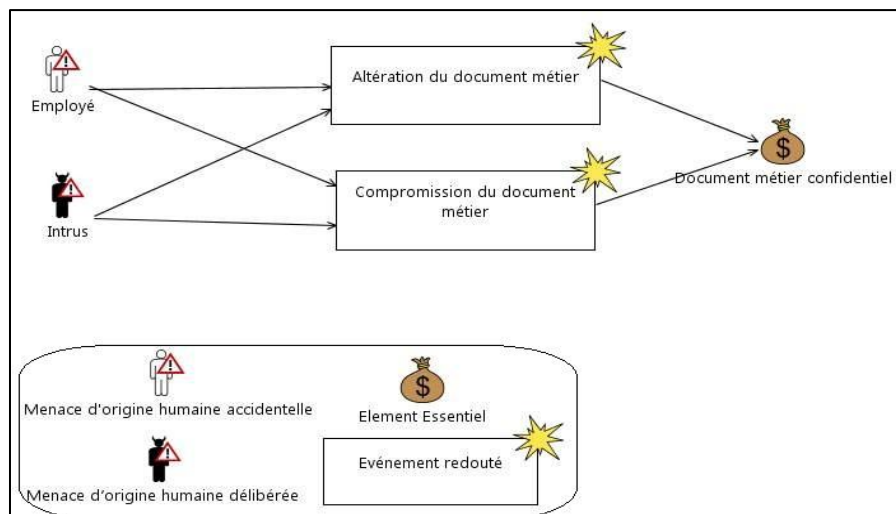 Altération du document métier
Employé
Compromission du document
métier
Document métier confidentiel
Intrus
Menace d'origine humaine accidentelle
Element Essentiel
Evénement redouté
Menace d'origine humaine délibérée